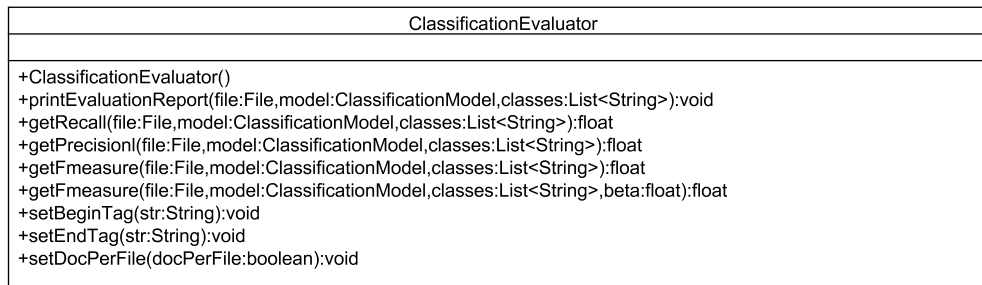 ClassificationEvaluator
+ClassificationEvaluator()
+printEvaluationReport(file:File,model:ClassificationModel,classes:List<String>):void
+getRecall(file:File,model:ClassificationModel,classes:List<String>):float
+getPrecisionl(file:File,model:ClassificationModel,classes:List<String>):float
+getFmeasure(file:File,model:ClassificationModel,classes:List<String>):float
+getFmeasure(file:File,model:ClassificationModel,classes:List<String>,beta:float):float
+setBeginTag(str:String):void
+setEndTag(str:String):void
+setDocPerFile(docPerFile:boolean):void